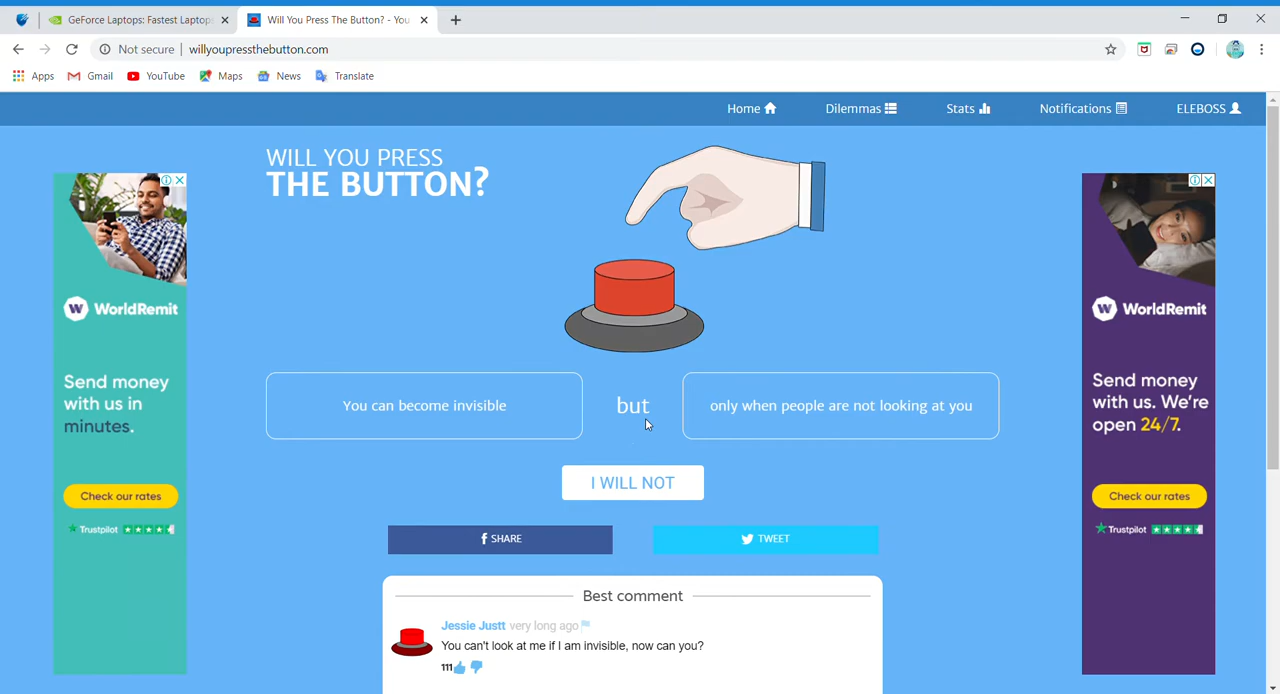 GeForce Laptops: Fastest Laptops
Will You Press The Button? - You
Not secure | willyoupressthebutton.com
Apps Gmail YouTube Maps News Translate
Home Dilemmas Stats Notifications ELEBOSS
WILL YOU PRESS
THE BUTTON?
W WorldRemit
Send money
with us in
minutes.
Check our rates
Trustpilot
You can become invisible
but
only when people are not looking at you
I WILL NOT
f SHARE
TWEET
Best comment
Jessie Justt very long ago
You can't look at me if I am invisible, now can you?
111
W WorldRemit
Send money
with us. We're
open 24/7.
Check our rates
Trustpilot